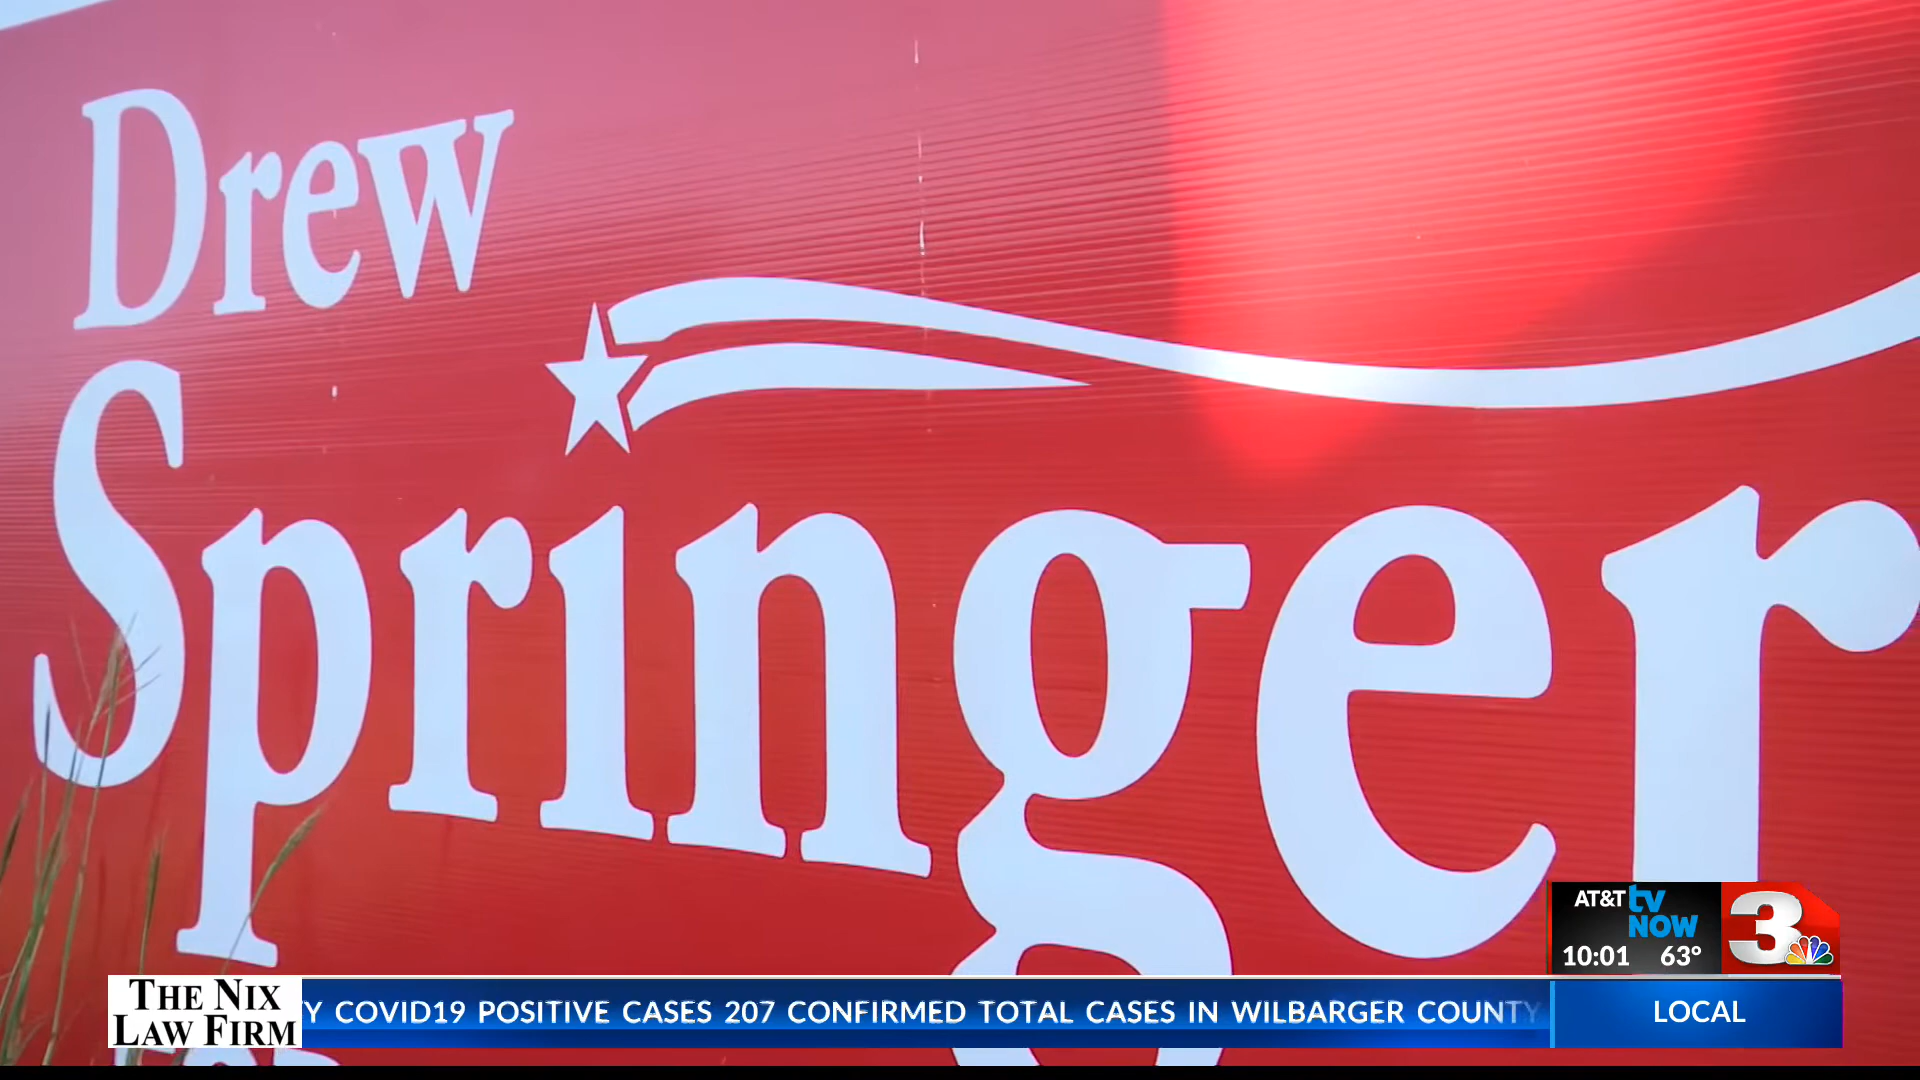 Drew
Springer
AT&T tv
NOW
10:01 63°
3
THE NIX
LAW FIRM
Y COVID19 POSITIVE CASES 207 CONFIRMED TOTAL CASES IN WILBARGER COUNTY
LOCAL